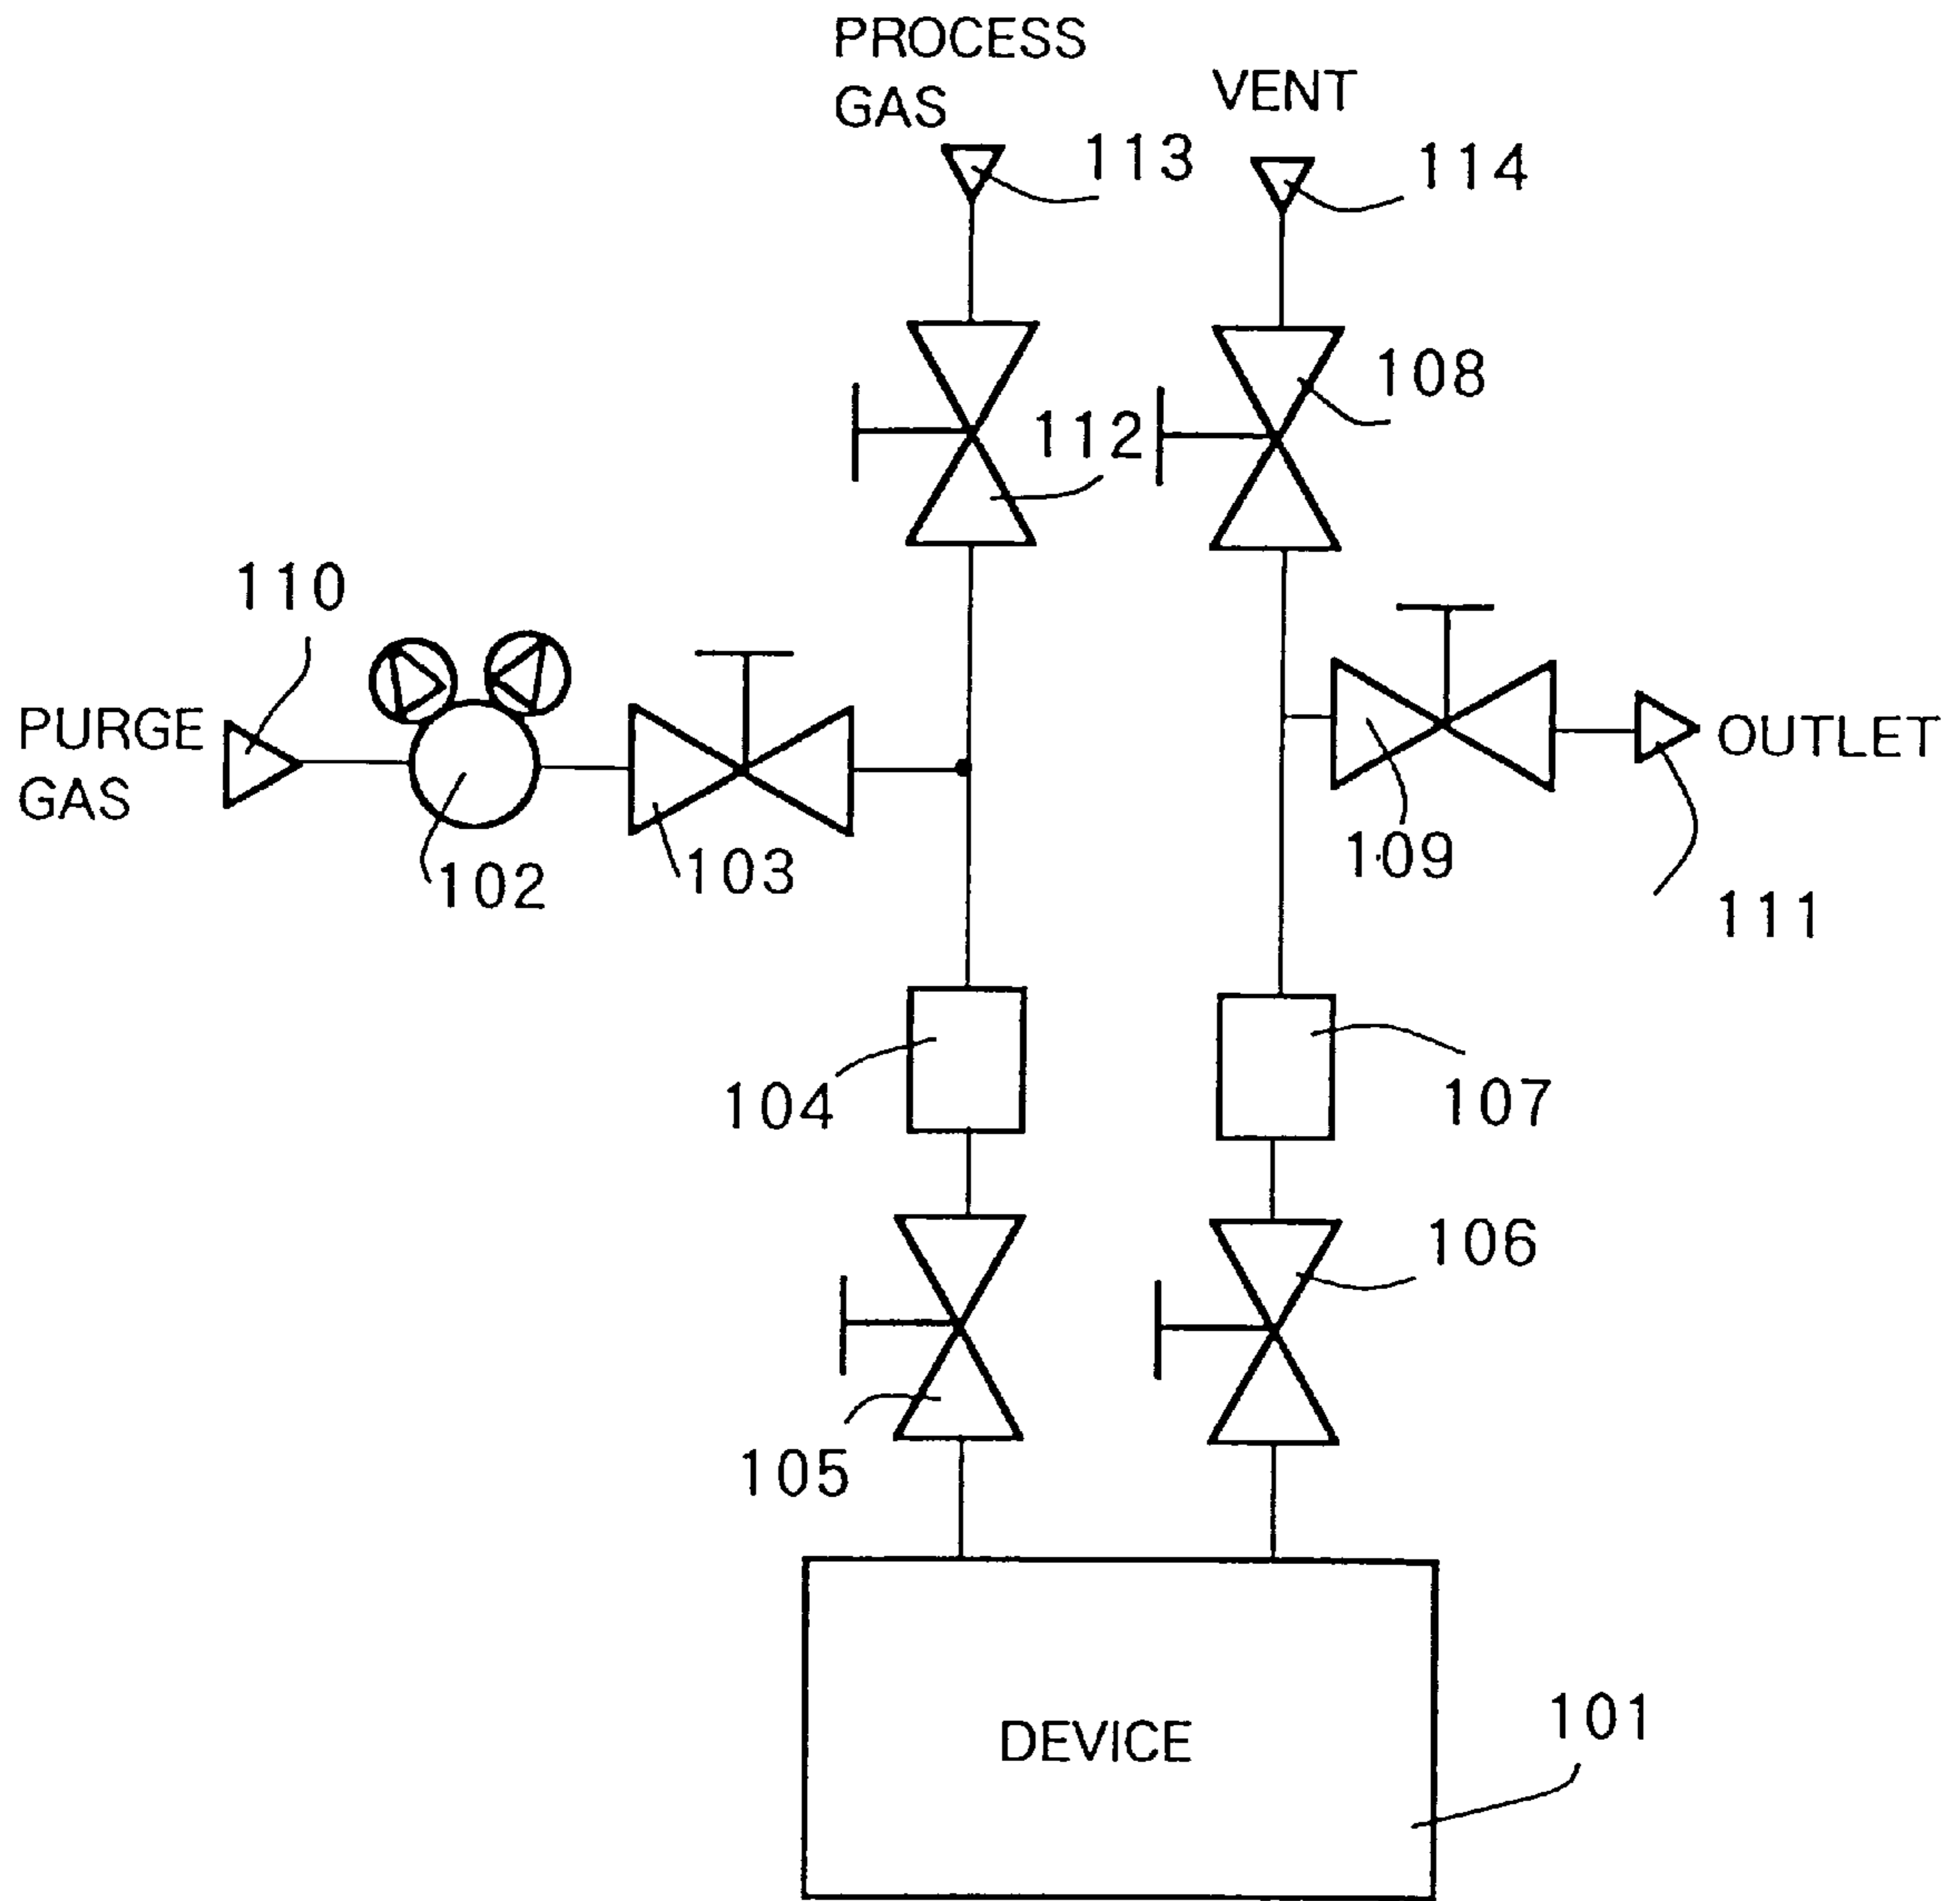 PROCESS
GAS
VENT
113
114
108
112
110
PURGE
GAS
OUTLET
102
103
109
111
104
107
106
105
101
DEVICE